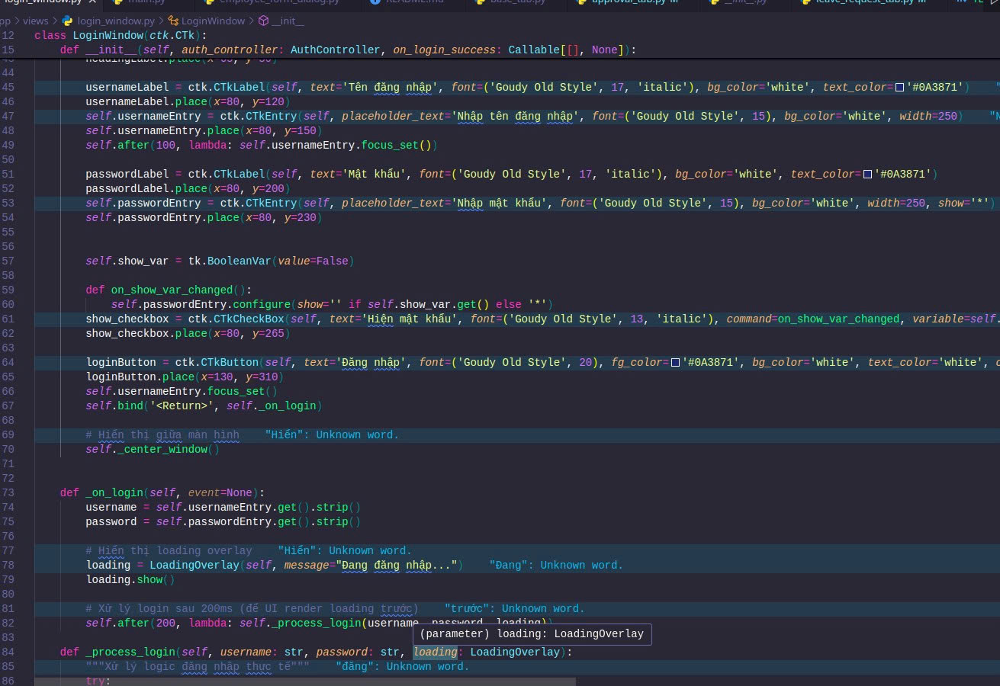 login_window.py × main.py employee_form_dialog.py README.md base_tab.py approval_tab.py M __init__.py leave_request_tab.py M
pp > views > login_window.py > LoginWindow > __init__
12 class LoginWindow(ctk.CTk):
15 def __init__(self, auth_controller: AuthController, on_login_success: Callable[[], None]):
43 headingLabel.place(x=65, y=50)
44
45 usernameLabel = ctk.CTkLabel(self, text='Tên đăng nhập', font=('Goudy Old Style', 17, 'italic'), bg_color='white', text_color='#0A3871')
46 usernameLabel.place(x=80, y=120)
47 self.usernameEntry = ctk.CTkEntry(self, placeholder_text='Nhập tên đăng nhập', font=('Goudy Old Style', 15), bg_color='white', width=250) "N
48 self.usernameEntry.place(x=80, y=150)
49 self.after(100, lambda: self.usernameEntry.focus_set())
50
51 passwordLabel = ctk.CTkLabel(self, text='Mật khẩu', font=('Goudy Old Style', 17, 'italic'), bg_color='white', text_color='#0A3871')
52 passwordLabel.place(x=80, y=200)
53 self.passwordEntry = ctk.CTkEntry(self, placeholder_text='Nhập mật khẩu', font=('Goudy Old Style', 15), bg_color='white', width=250, show='*')
54 self.passwordEntry.place(x=80, y=230)
55
56
57 self.show_var = tk.BooleanVar(value=False)
58
59 def on_show_var_changed():
60 self.passwordEntry.configure(show='' if self.show_var.get() else '*')
61 show_checkbox = ctk.CTkCheckBox(self, text='Hiện mật khẩu', font=('Goudy Old Style', 13, 'italic'), command=on_show_var_changed, variable=self.
62 show_checkbox.place(x=80, y=265)
63
64 loginButton = ctk.CTkButton(self, text='Đăng nhập', font=('Goudy Old Style', 20), fg_color='#0A3871', bg_color='white', text_color='white',
65 loginButton.place(x=130, y=310)
66 self.usernameEntry.focus_set()
67 self.bind('<Return>', self._on_login)
68
69 # Hiển thị giữa màn hình "Hiển": Unknown word.
70 self._center_window()
71
72
73 def _on_login(self, event=None):
74 username = self.usernameEntry.get().strip()
75 password = self.passwordEntry.get().strip()
76
77 # Hiển thị loading overlay "Hiển": Unknown word.
78 loading = LoadingOverlay(self, message="Đang đăng nhập...") "Đang": Unknown word.
79 loading.show()
80
81 # Xử lý login sau 200ms (để UI render loading trước) "trước": Unknown word.
82 self.after(200, lambda: self._process_login(username, password, loading))
83 (parameter) loading: LoadingOverlay
84 def _process_login(self, username: str, password: str, loading: LoadingOverlay):
85 """Xử lý logic đăng nhập thực tế""" "đăng": Unknown word.
86 try: